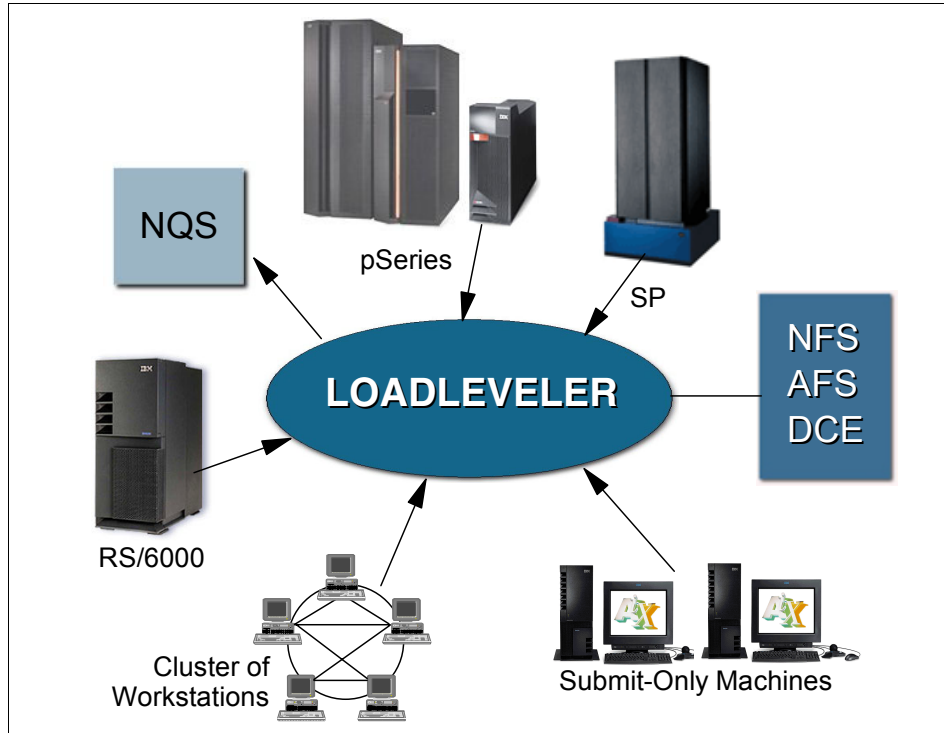 NQS
pSeries
SP
NFS
AFS
DCE
LOADLEVELER
RS/6000
Cluster of
Workstations
Submit-Only Machines